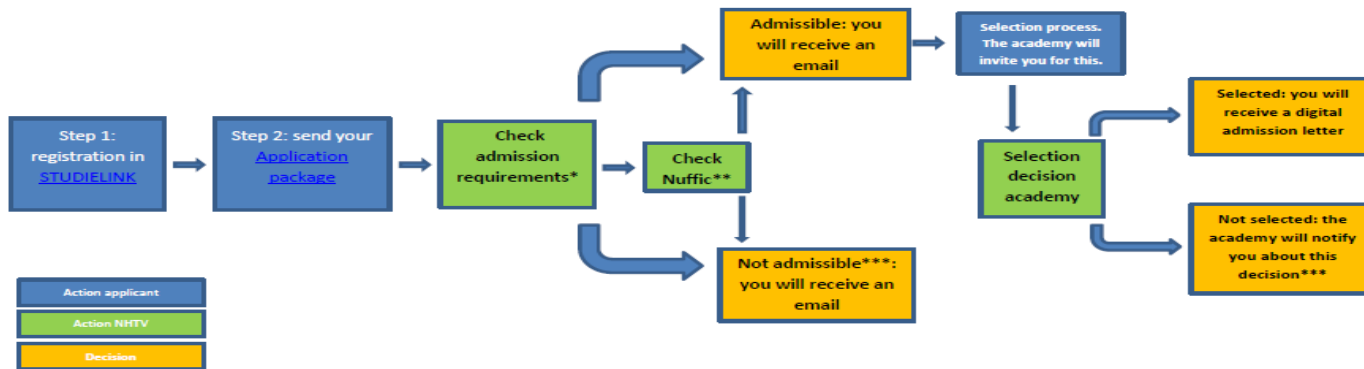 Step 1:
registration in
STUDIELINK
Step 2: send your
Application
package
Check
admission
requirements*
Check
Nuffic**
Admissible: you
will receive an
email
Not admissible***:
you will receive an
email
Selection process.
The academy will
invite you for this.
Selection
decision
academy
Selected: you will
receive a digital
admission letter
Not selected: the
academy will notify
you about this
decision***
Action applicant
Action NHTV
Decision